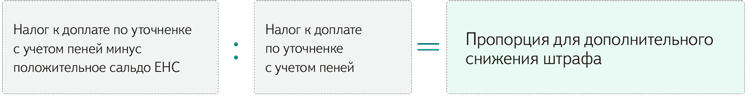 Налог к доплате по уточненке
с учетом пеней минус
положительное сальдо ЕНС
:
Налог к доплате
по уточненке
с учетом пеней
=
Пропорция для дополнительного
снижения штрафа